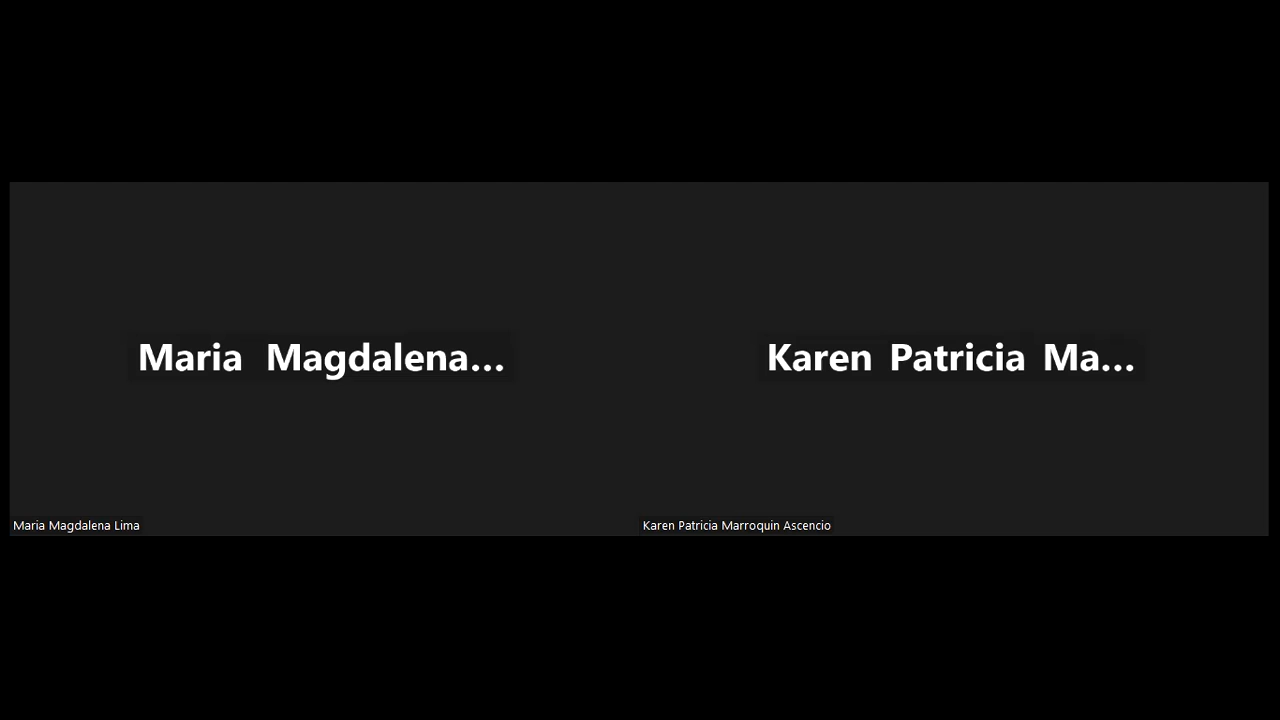 Maria Magdalena...
Karen Patricia Ma...
Maria Magdalena Lima
Karen Patricia Marroquin Ascencio